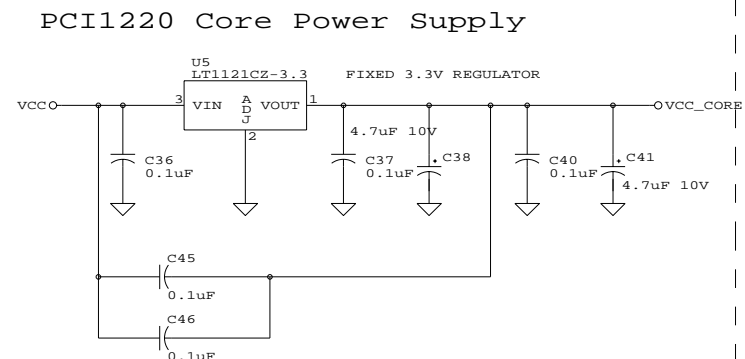 PCI1220 Core Power Supply
U5
LT1121CZ-3.3
FIXED 3.3V REGULATOR
VCC
3
VIN
ADJ
VOUT
1
VCC_CORE
2
4.7uF 10V
C36
0.1uF
C37
0.1uF
C38
C40
0.1uF
C41
4.7uF 10V
C45
0.1uF
C46
0.1uF